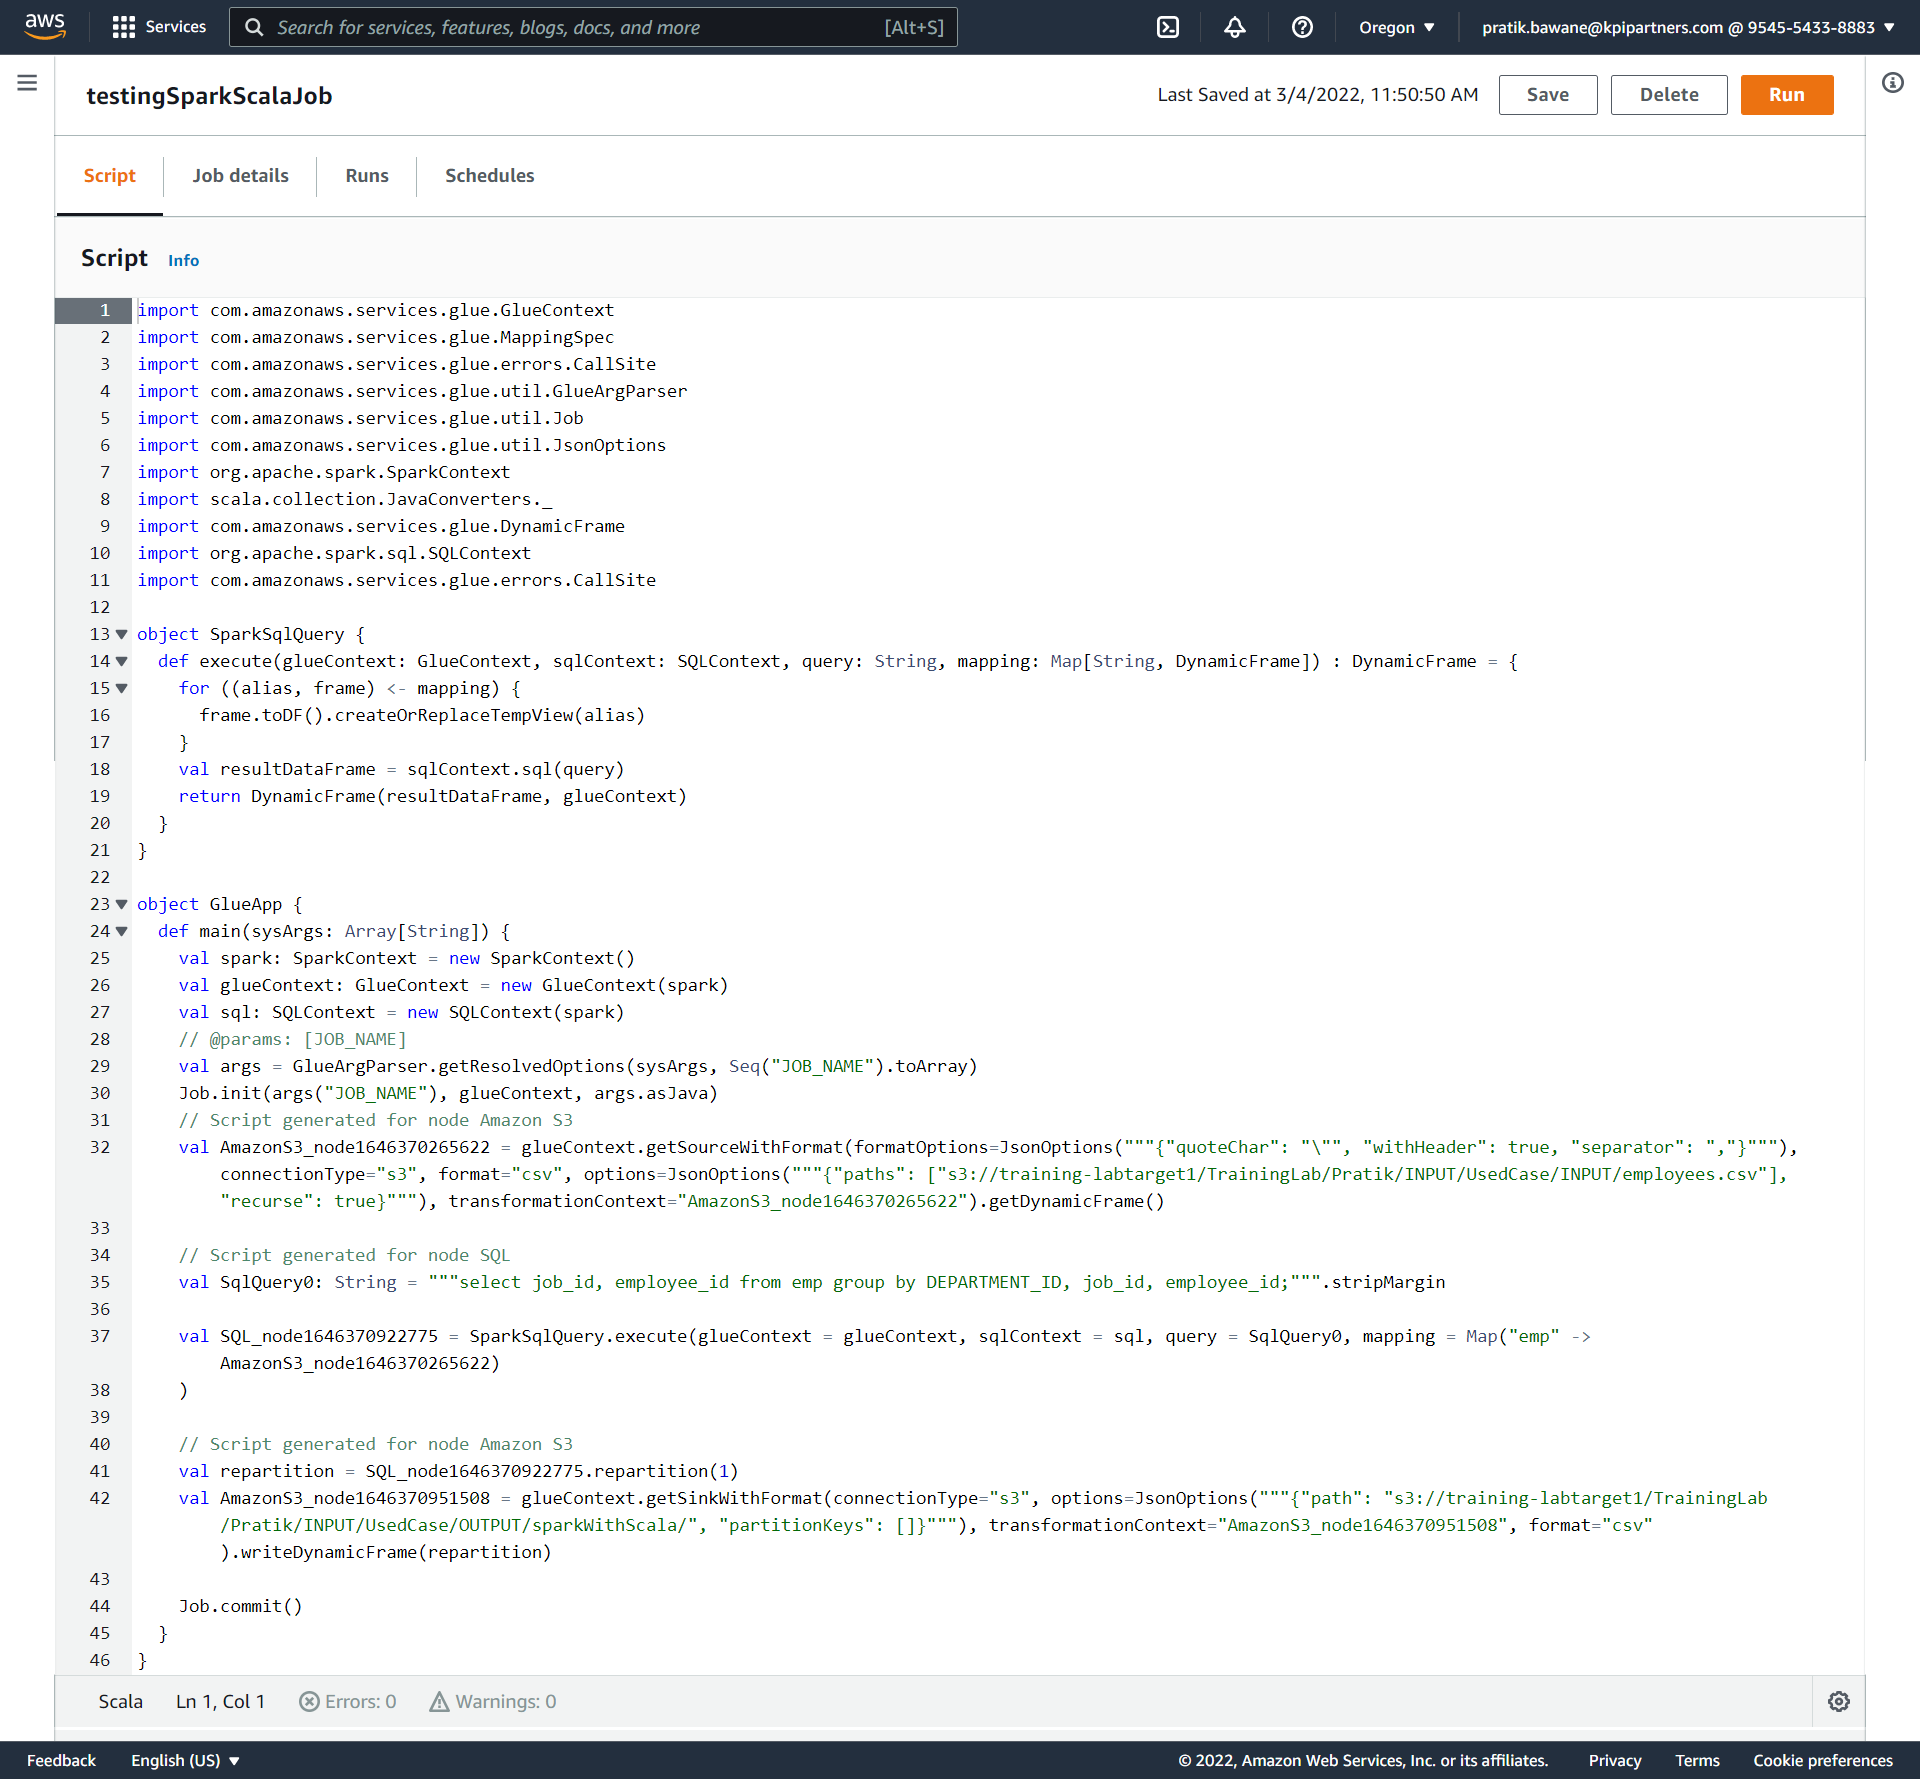 aws
Services
Search for services, features, blogs, docs, and more [Alt+S]
Oregon
pratik.bawane@kpipartners.com @ 9545-5433-8883
testingSparkScalaJob
Last Saved at 3/4/2022, 11:50:50 AM
Save
Delete
Run
Script
Job details
Runs
Schedules
Script Info
1 import com.amazonaws.services.glue.GlueContext
2 import com.amazonaws.services.glue.MappingSpec
3 import com.amazonaws.services.glue.errors.CallSite
4 import com.amazonaws.services.glue.util.GlueArgParser
5 import com.amazonaws.services.glue.util.Job
6 import com.amazonaws.services.glue.util.JsonOptions
7 import org.apache.spark.SparkContext
8 import scala.collection.JavaConverters._
9 import com.amazonaws.services.glue.DynamicFrame
10 import org.apache.spark.sql.SQLContext
11 import com.amazonaws.services.glue.errors.CallSite
12
13 object SparkSqlQuery {
14 def execute(glueContext: GlueContext, sqlContext: SQLContext, query: String, mapping: Map[String, DynamicFrame]) : DynamicFrame = {
15 for ((alias, frame) <- mapping) {
16 frame.toDF().createOrReplaceTempView(alias)
17 }
18 val resultDataFrame = sqlContext.sql(query)
19 return DynamicFrame(resultDataFrame, glueContext)
20 }
21 }
22
23 object GlueApp {
24 def main(sysArgs: Array[String]) {
25 val spark: SparkContext = new SparkContext()
26 val glueContext: GlueContext = new GlueContext(spark)
27 val sql: SQLContext = new SQLContext(spark)
28 // @params: [JOB_NAME]
29 val args = GlueArgParser.getResolvedOptions(sysArgs, Seq("JOB_NAME").toArray)
30 Job.init(args("JOB_NAME"), glueContext, args.asJava)
31 // Script generated for node Amazon S3
32 val AmazonS3_node1646370265622 = glueContext.getSourceWithFormat(formatOptions=JsonOptions("""{"quoteChar": "\"", "withHeader": true, "separator": ","}"""),
connectionType="s3", format="csv", options=JsonOptions("""{"paths": ["s3://training-labtarget1/TrainingLab/Pratik/INPUT/UsedCase/INPUT/employees.csv"],
"recurse": true}"""), transformationContext="AmazonS3_node1646370265622").getDynamicFrame()
33
34 // Script generated for node SQL
35 val SqlQuery0: String = """select job_id, employee_id from emp group by DEPARTMENT_ID, job_id, employee_id;""".stripMargin
36
37 val SQL_node1646370922775 = SparkSqlQuery.execute(glueContext = glueContext, sqlContext = sql, query = SqlQuery0, mapping = Map("emp" ->
AmazonS3_node1646370265622)
38 )
39
40 // Script generated for node Amazon S3
41 val repartition = SQL_node1646370922775.repartition(1)
42 val AmazonS3_node1646370951508 = glueContext.getSinkWithFormat(connectionType="s3", options=JsonOptions("""{"path": "s3://training-labtarget1/TrainingLab
/Pratik/INPUT/UsedCase/OUTPUT/sparkWithScala/", "partitionKeys": []}"""), transformationContext="AmazonS3_node1646370951508", format="csv"
).writeDynamicFrame(repartition)
43
44 Job.commit()
45 }
46 }
Scala Ln 1, Col 1 Errors: 0 Warnings: 0
Feedback English (US) © 2022, Amazon Web Services, Inc. or its affiliates. Privacy Terms Cookie preferences